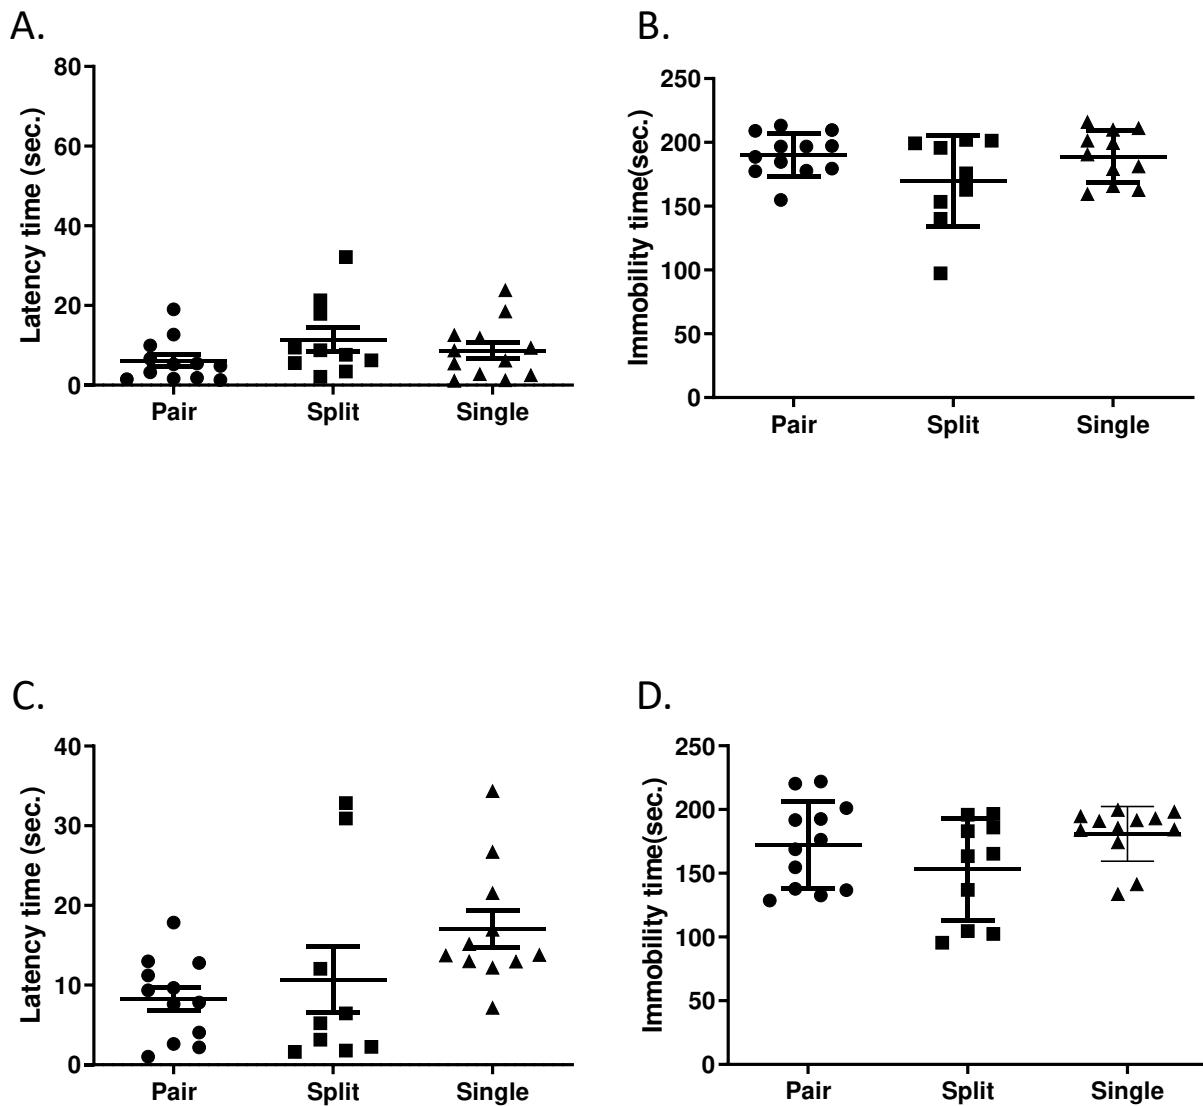 A.
Latency time (sec.)
80
60
40
20
0
Pair Split Single
B.
Immobility time(sec.)
250
200
150
100
50
0
Pair Split Single
C.
Latency time (sec.)
40
30
20
10
0
Pair Split Single
D.
Immobility time(sec.)
250
200
150
100
50
0
Pair Split Single